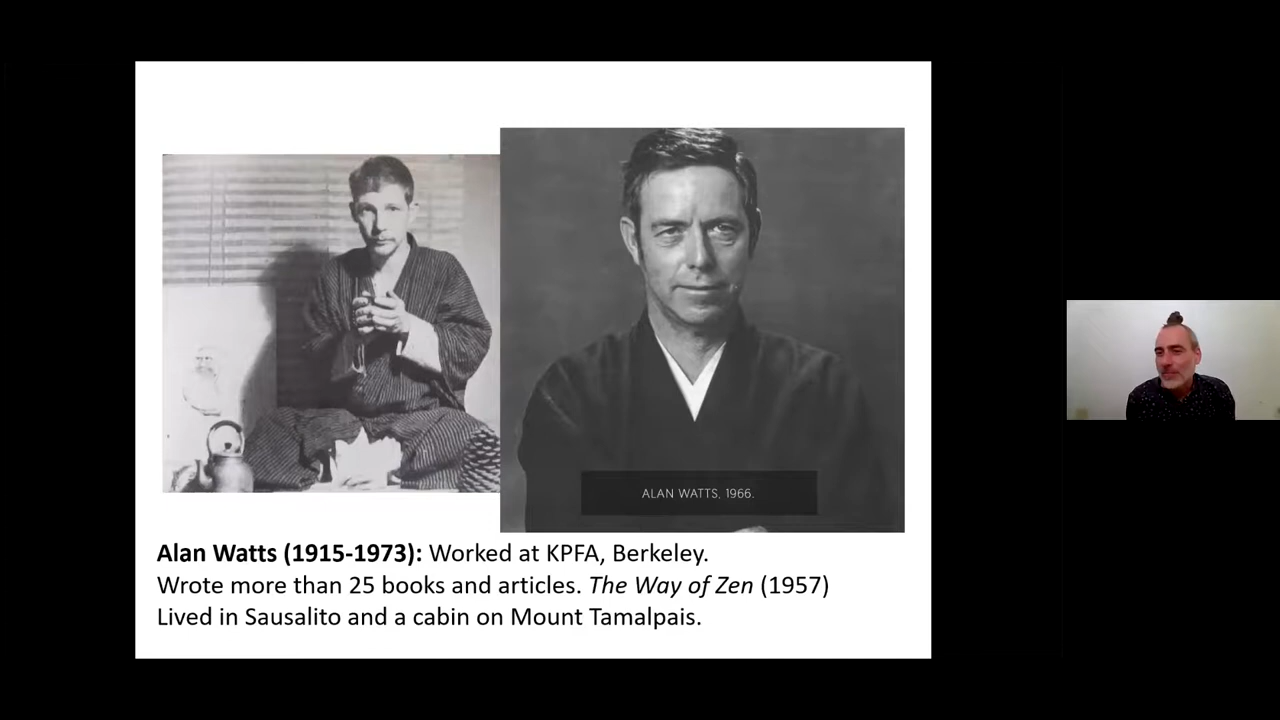 ALAN WATTS, 1966.
Alan Watts (1915-1973): Worked at KPFA, Berkeley.
Wrote more than 25 books and articles. The Way of Zen (1957)
Lived in Sausalito and a cabin on Mount Tamalpais.